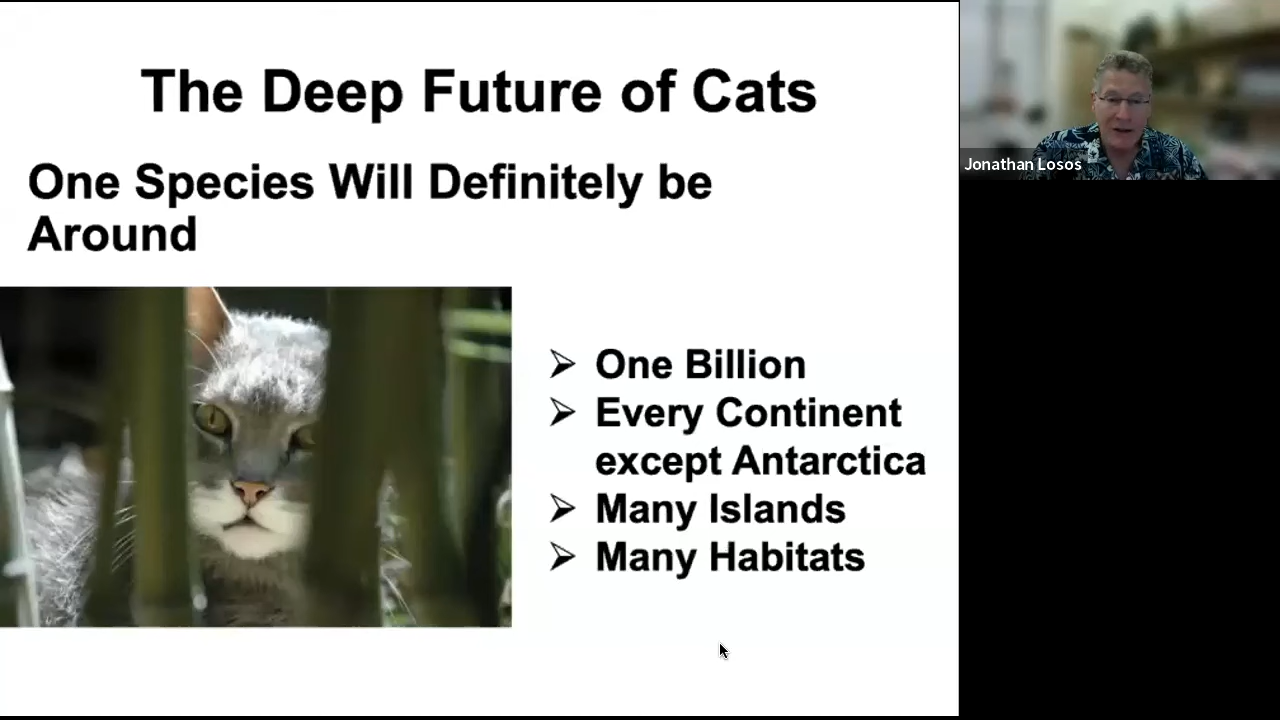 The Deep Future of Cats
One Species Will Definitely be
Around
➢ One Billion
➢ Every Continent
except Antarctica
➢ Many Islands
➢ Many Habitats
Jonathan Losos